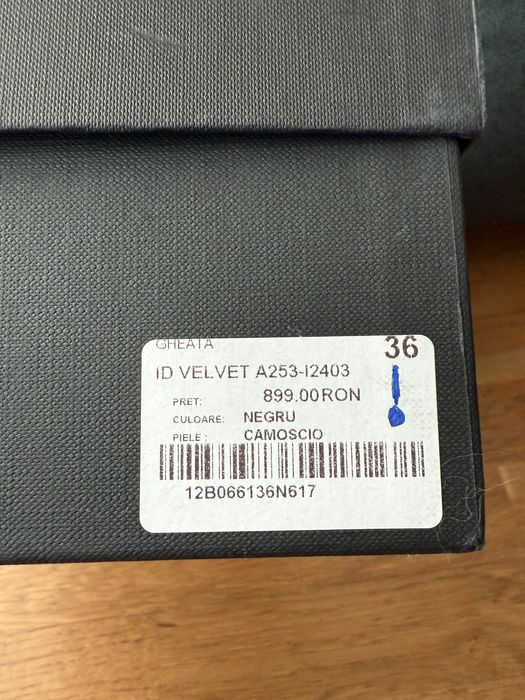 GHEATA 36
ID VELVET A253-I2403
PRET: 899.00RON
CULOARE: NEGRU
PIELE : CAMOSCIO
12B066136N617